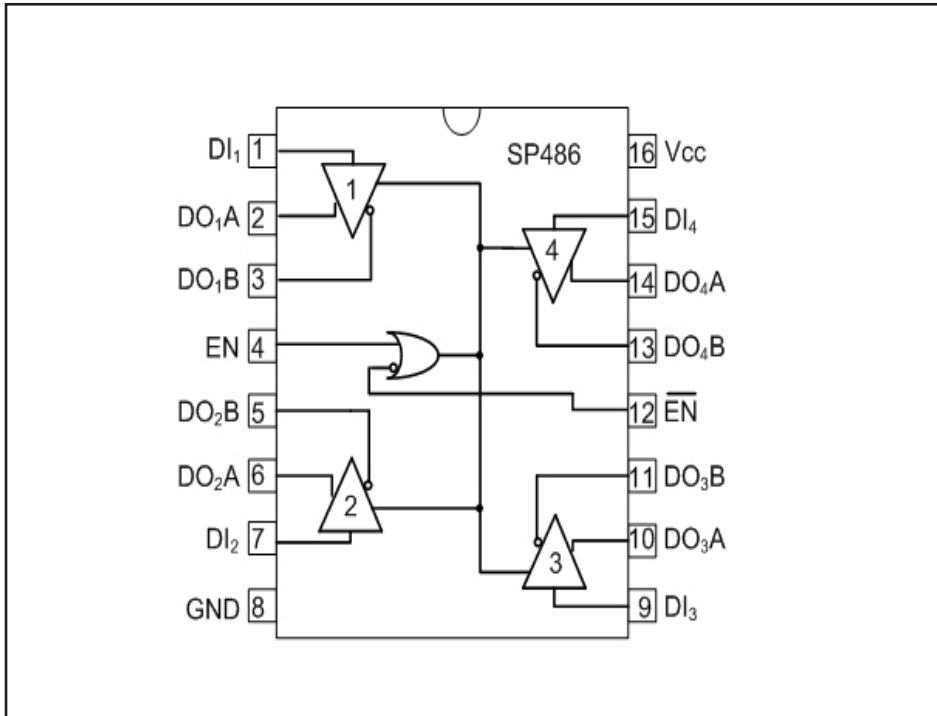 SP486
DI₁ 1
DO₁A 2
DO₁B 3
EN 4
DO₂B 5
DO₂A 6
DI₂ 7
GND 8
16 Vcc
15 DI₄
14 DO₄A
13 DO₄B
12 E̅N̅
11 DO₃B
10 DO₃A
9 DI₃
1
4
2
3